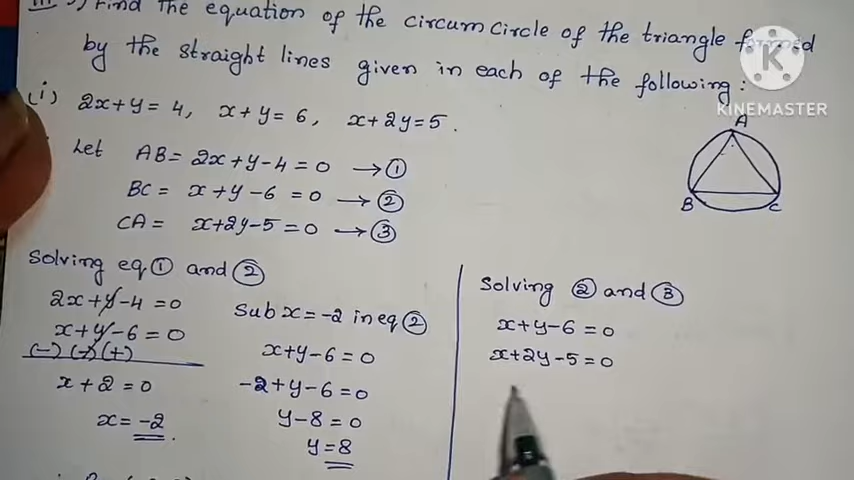 Find the equation of the circumcircle of the triangle
by the straight lines given in each of the following:
(i) 2x+y=4, x+y=6, x+2y=5.
Let AB= 2x+y-4=0 →①
BC= x+y-6=0 →②
CA= x+2y-5=0 →③
A
B C
Solving eq ① and ②
2x+y-4=0
x+y-6=0
(-) (-) (+)
x+2=0
x=-2.
Sub x=-2 in eq ②
x+y-6=0
-2+y-6=0
y-8=0
y=8
Solving ② and ③
x+y-6=0
x+2y-5=0
KINEMASTER